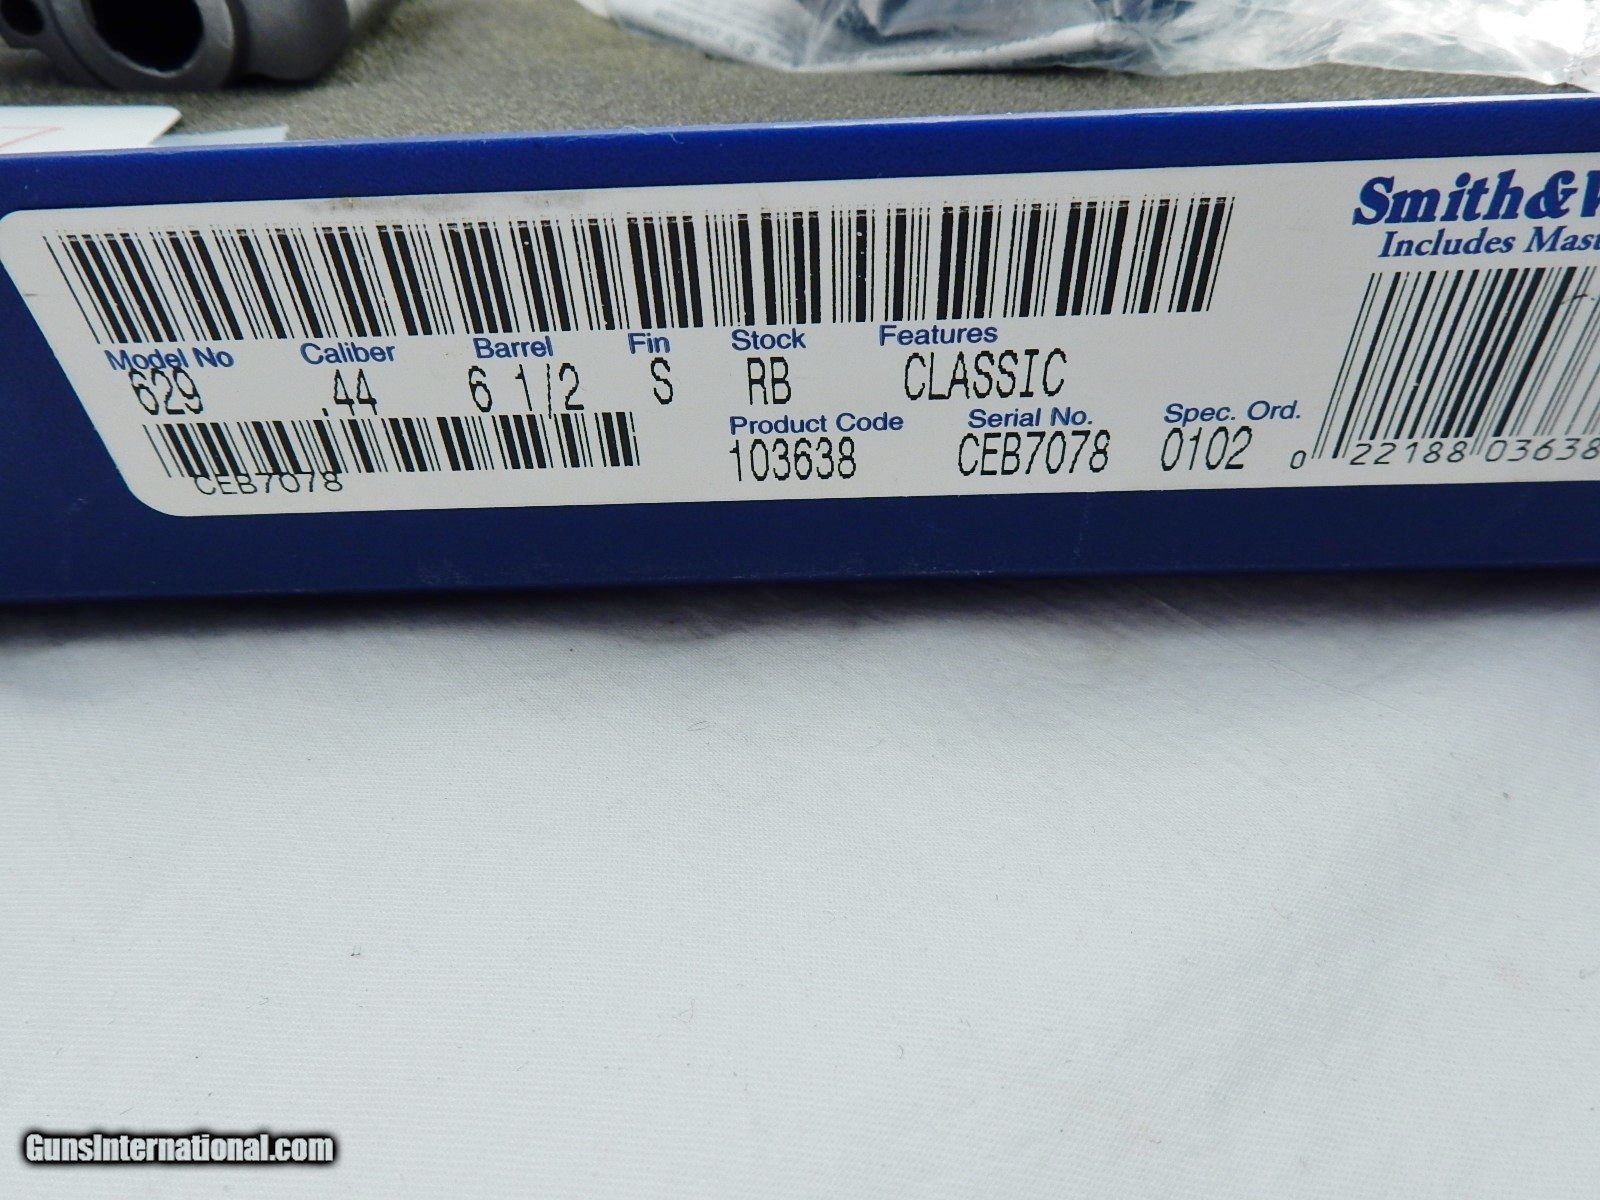 Smith&
Includes
Model No Caliber Barrel Fin Stock Features
629 .44 6 1/2 S RB CLASSIC
Product Code Serial No. Spec. Ord.
103638 CEB7078 0102
CEB7078
0 22188 03638
GunsInternational.com